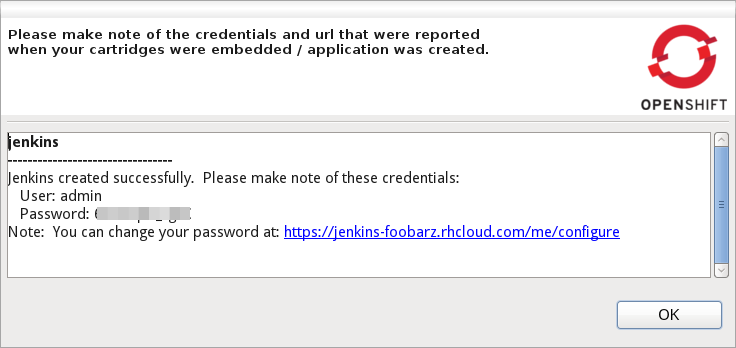 Please make note of the credentials and url that were reported
when your cartridges were embedded / application was created.
OPENSHIFT
jenkins
---------------------------------
Jenkins created successfully.  Please make note of these credentials:
User: admin
Password:
Note:  You can change your password at: https://jenkins-foobarz.rhcloud.com/me/configure
OK